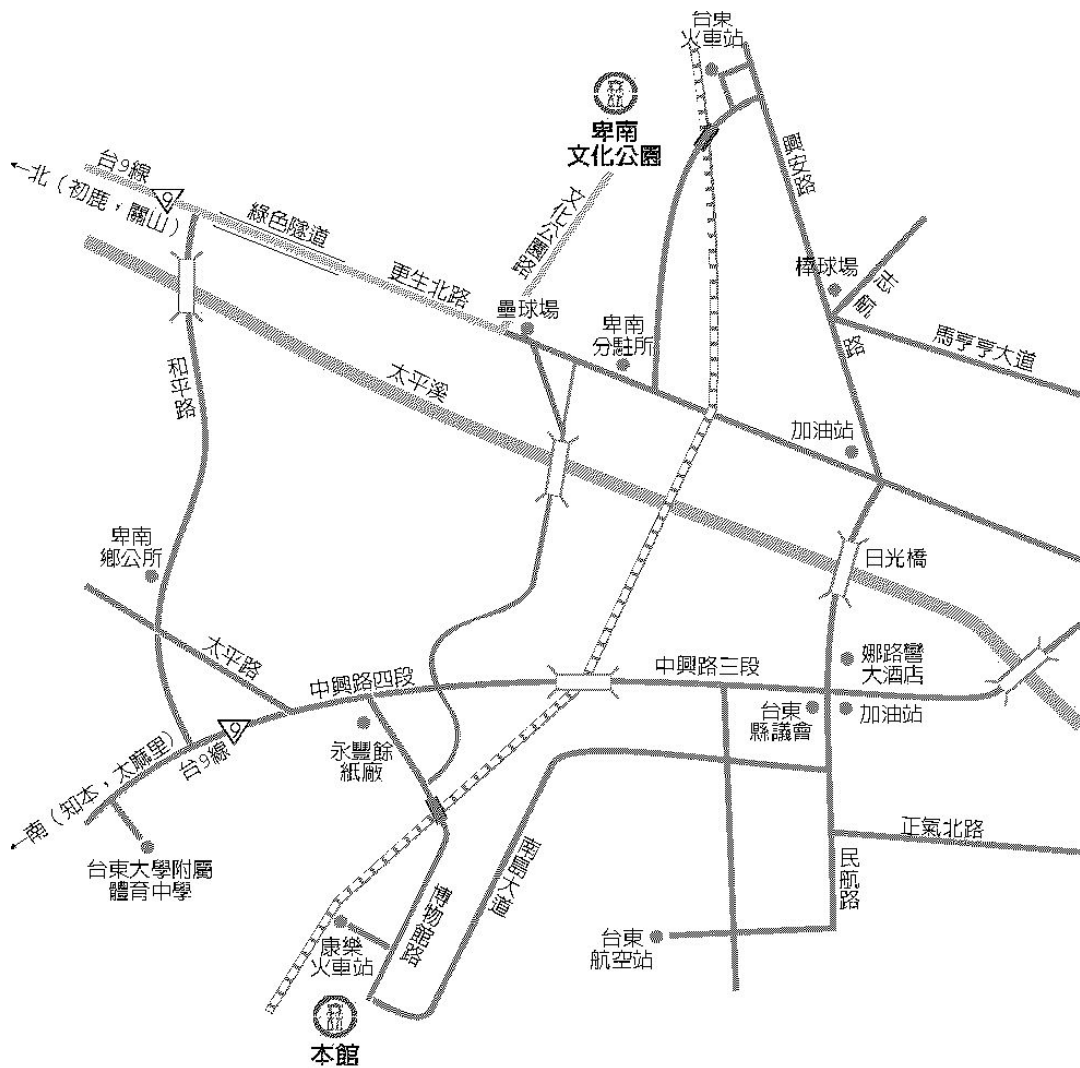 台東
火車站
卑南
文化公園
興安路
台9線
←北（初鹿，關山）
9
綠色隧道
文化公園路
更生北路
壘球場
棒球場
志航
路
卑南
分駐所
馬亨亨大道
和平路
太平溪
加油站
卑南
鄉公所
日光橋
太平路
中興路四段
中興路三段
娜路彎
大酒店
台東
縣議會
加油站
9
台9線
永豐餘
紙廠
←南（知本，太麻里）
正氣北路
台東大學附屬
體育中學
南島大道
民航路
博物館路
康樂
火車站
台東
航空站
本館